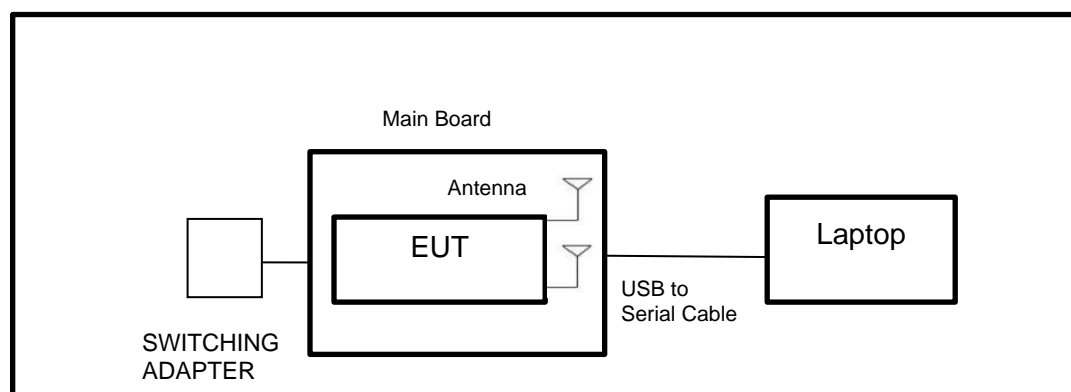 Main Board
Antenna
EUT
Laptop
USB to
Serial Cable
SWITCHING
ADAPTER